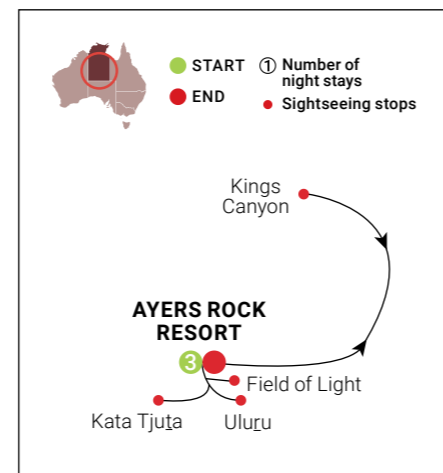 START
END
① Number of
night stays
Sightseeing stops
Kings
Canyon
AYERS ROCK
RESORT
3
Field of Light
Kata Tjuṯa
Uluṟu